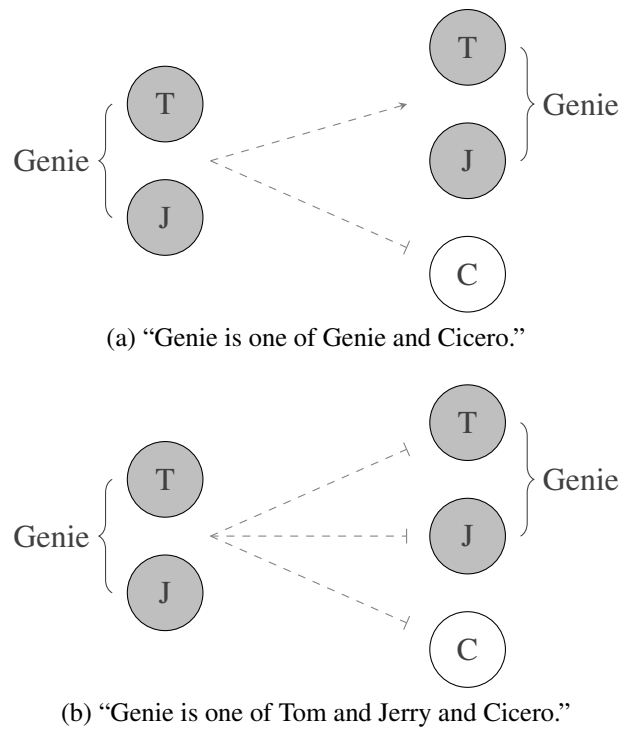 T
T
Genie
Genie
J
J
C
(a) “Genie is one of Genie and Cicero.”
T
T
Genie
Genie
J
J
C
(b) “Genie is one of Tom and Jerry and Cicero.”